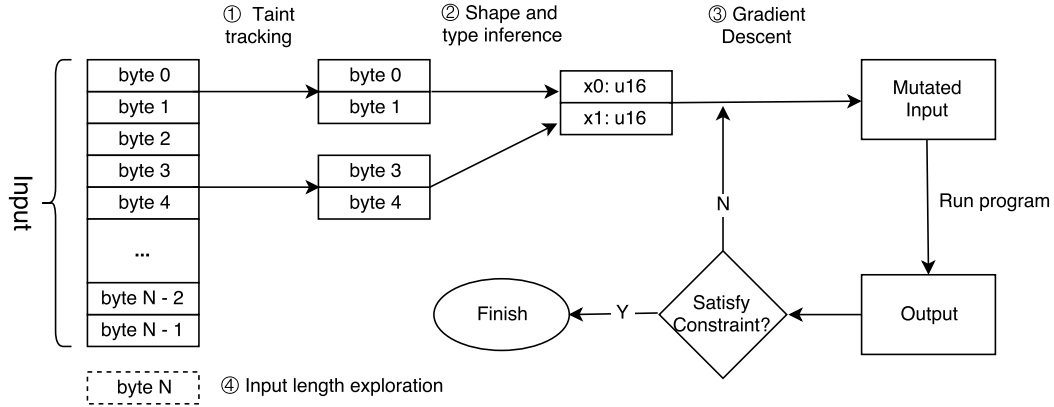 ① Taint
tracking
② Shape and
type inference
③ Gradient
Descent
Input
byte 0
byte 1
byte 2
byte 3
byte 4
...
byte N - 2
byte N - 1
byte 0
byte 1
byte 3
byte 4
x0: u16
x1: u16
Mutated
Input
Run program
Output
Satisfy
Constraint?
N
Y
Finish
byte N
④ Input length exploration